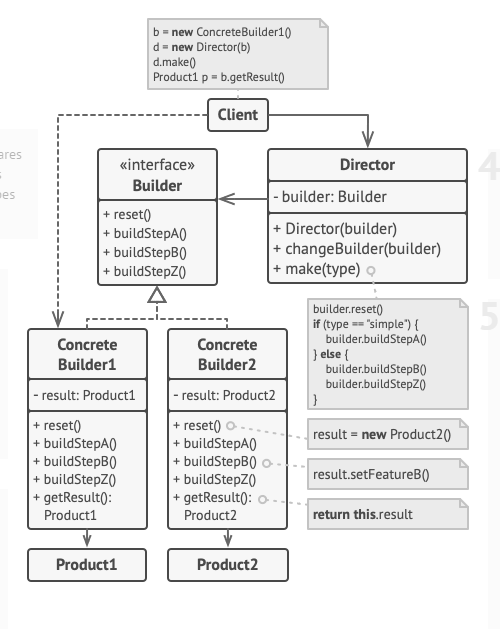 b = new ConcreteBuilder1()
d = new Director(b)
d.make()
Product1 p = b.getResult()
Client
«interface»
Builder
+ reset()
+ buildStepA()
+ buildStepB()
+ buildStepZ()
Director
- builder: Builder
+ Director(builder)
+ changeBuilder(builder)
+ make(type)
builder.reset()
if (type == "simple") {
builder.buildStepA()
} else {
builder.buildStepB()
builder.buildStepZ()
}
Concrete
Builder1
- result: Product1
+ reset()
+ buildStepA()
+ buildStepB()
+ buildStepZ()
+ getResult():
Product1
Concrete
Builder2
- result: Product2
+ reset()
+ buildStepA()
+ buildStepB()
+ buildStepZ()
+ getResult():
Product2
result = new Product2()
result.setFeatureB()
return this.result
Product1
Product2
4
5